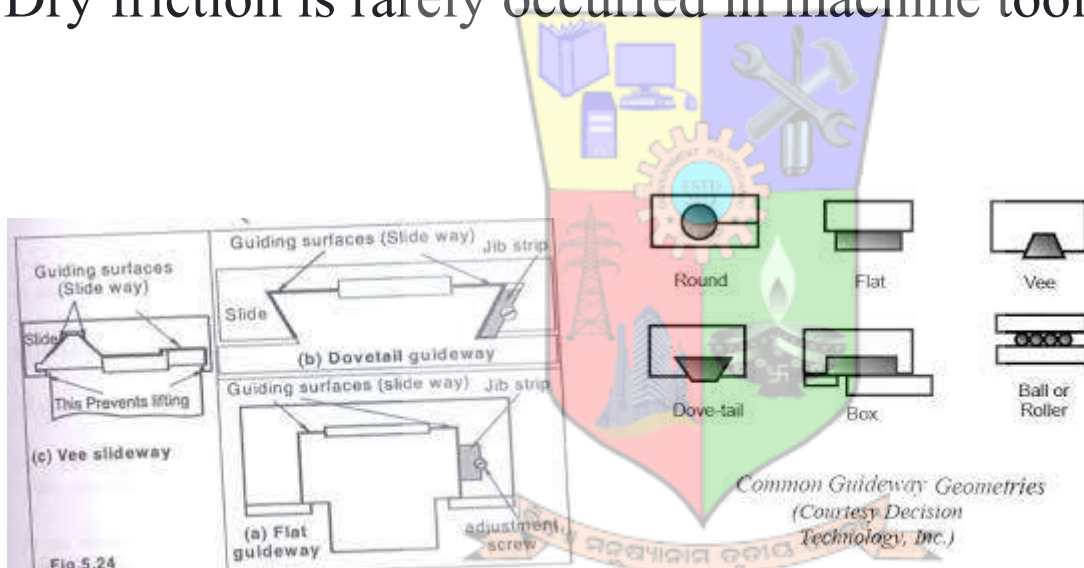 Dry friction is rarely occurred in machine tool
Guiding surfaces (Slide way)
Jib strip
Slide
(b) Dovetail guideway
Guiding surfaces
(Slide way)
Slide
This Prevents lifting
(c) Vee slideway
Fig.5.24
Guiding surfaces (slide way)
Jib strip
(a) Flat
guideway
adjustment
screw
ESTD
Round
Flat
Vee
Dove-tail
Box
Ball or
Roller
Common Guideway Geometries
(Courtesy Decision
Technology, Inc.)